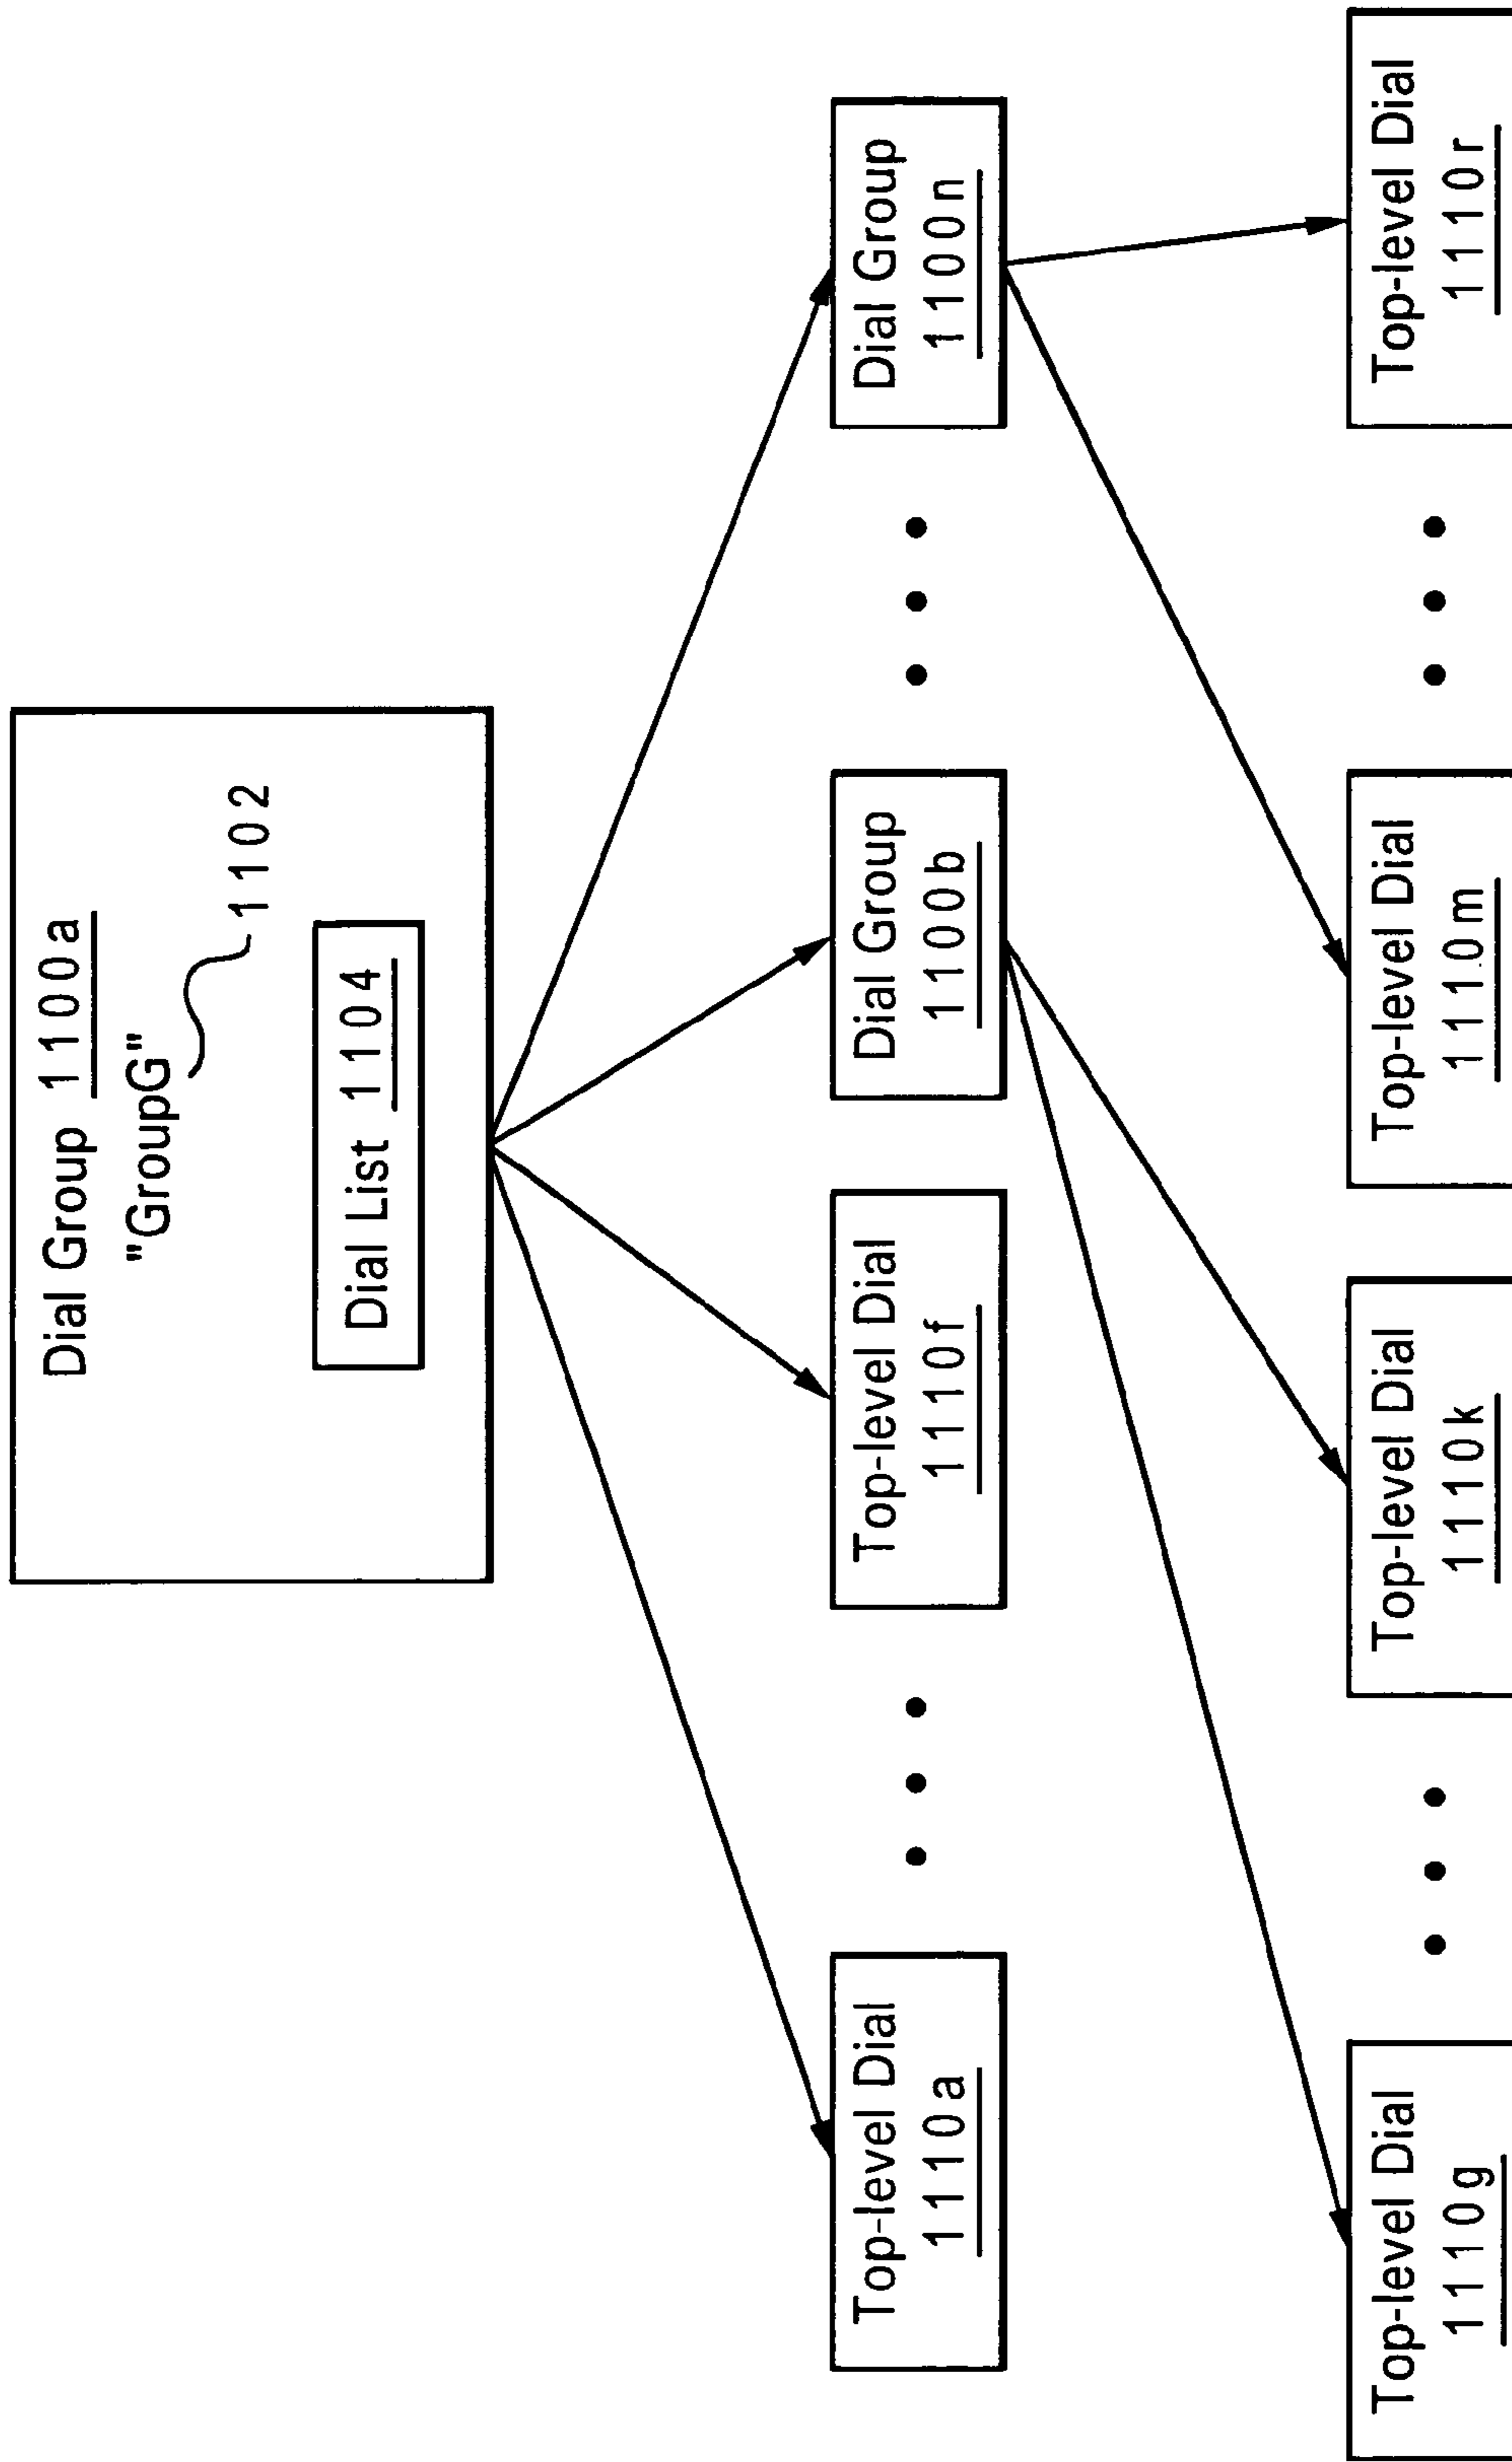 Dial Group 1100a
"GroupG"
1102
Dial List 1104
Top-level Dial
1110a
Top-level Dial
1110f
Dial Group
1100b
Dial Group
1100n
Top-level Dial
1110g
Top-level Dial
1110k
Top-level Dial
1110m
Top-level Dial
1110r